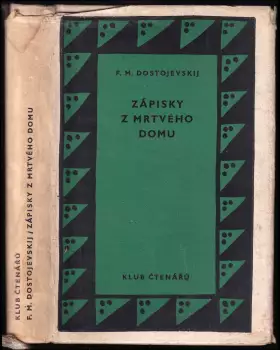 F. M. DOSTOJEVSKIJ
ZÁPISKY
Z MRTVÉHO
DOMU
KLUB ČTENÁŘŮ
KLUB ČTENÁŘŮ
F. M. DOSTOJEVSKIJ / ZÁPISKY Z MRTVÉHO DOMU